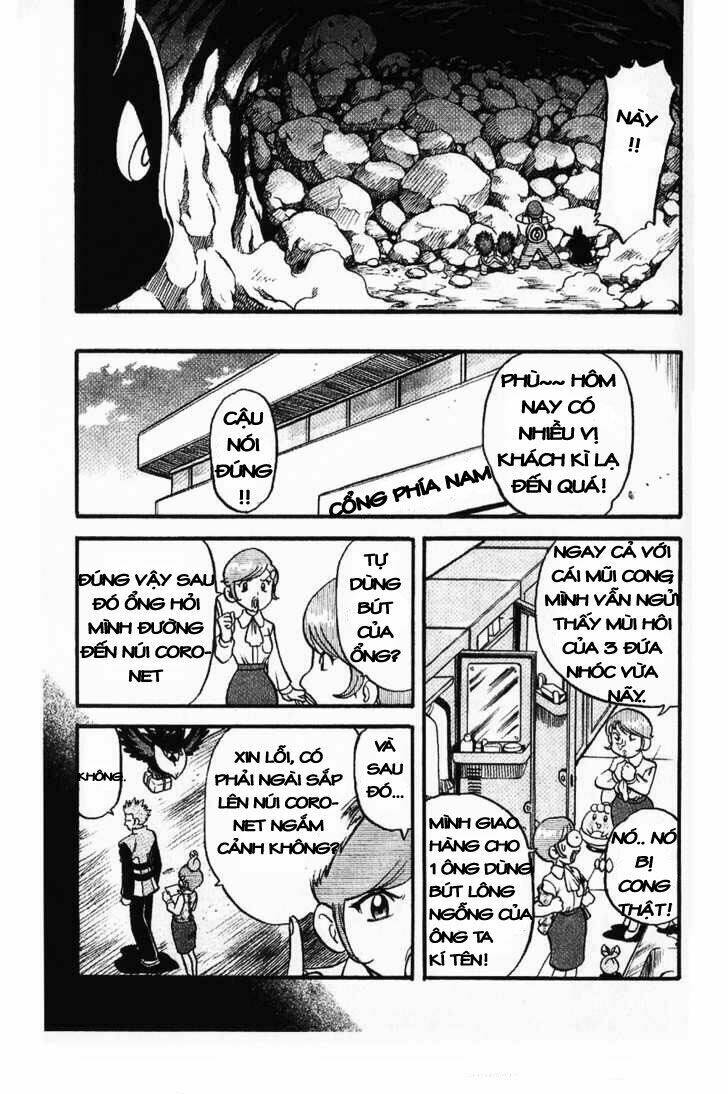 NÀY
!!
PHÙ~~ HÔM
NAY CÓ
NHIỀU VỊ
KHÁCH KÌ LẠ
ĐẾN QUÁ!
CẬU
NÓI
ĐÚNG
!!
CỔNG PHÍA NAM
NGAY CẢ VỚI
CÁI MŨI CONG,
MÌNH VẪN NGỬI
THẤY MÙI HÔI
CỦA 3 ĐỨA
NHÓC VỪA
NÃY..
NÓ.. NÓ
BỊ
CONG
THẬT!
MÌNH GIAO
HÀNG CHO
1 ÔNG DÙNG
BÚT LÔNG
NGỖNG CỦA
ÔNG TA
KÍ TÊN!
TỰ
DÙNG
BÚT
CỦA
ỔNG?
ĐÚNG VẬY SAU
ĐÓ ỔNG HỎI
MÌNH ĐƯỜNG
ĐẾN NÚI CORO-
NET
VÀ
SAU
ĐÓ...
XIN LỖI, CÓ
PHẢI NGÀI SẮP
LÊN NÚI CORO-
NET NGẮM
CẢNH KHÔNG?
KHÔNG.